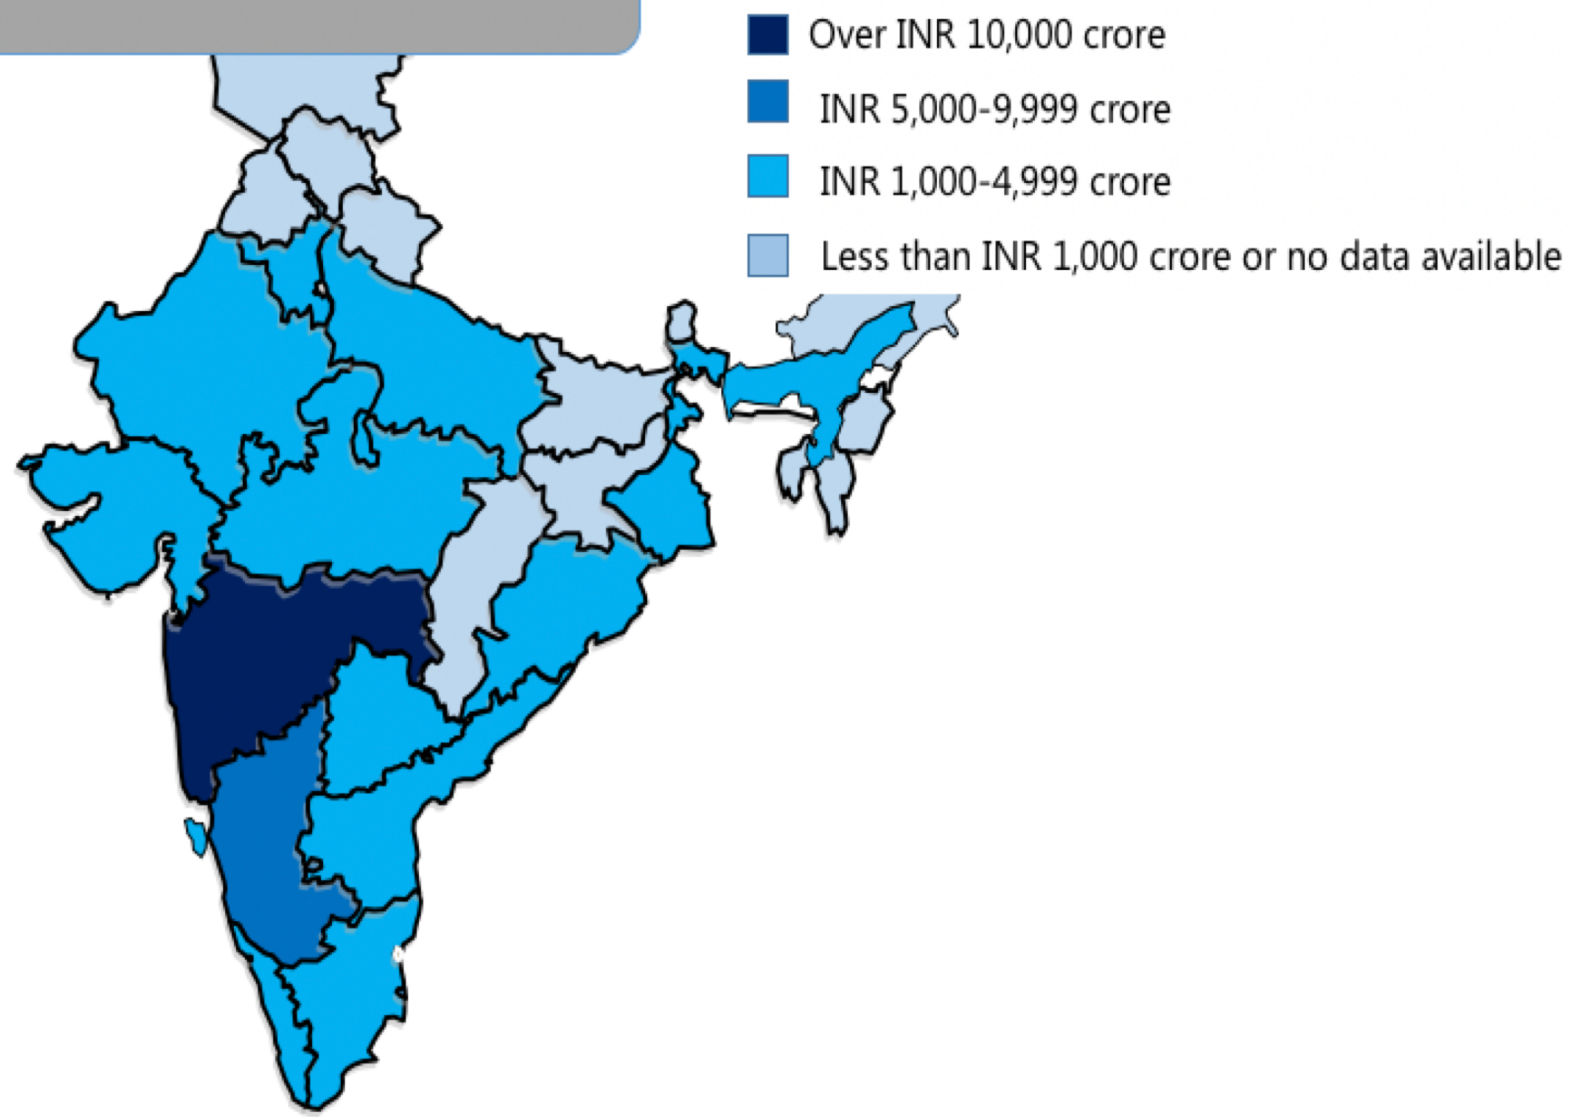 Over INR 10,000 crore
INR 5,000-9,999 crore
INR 1,000-4,999 crore
Less than INR 1,000 crore or no data available